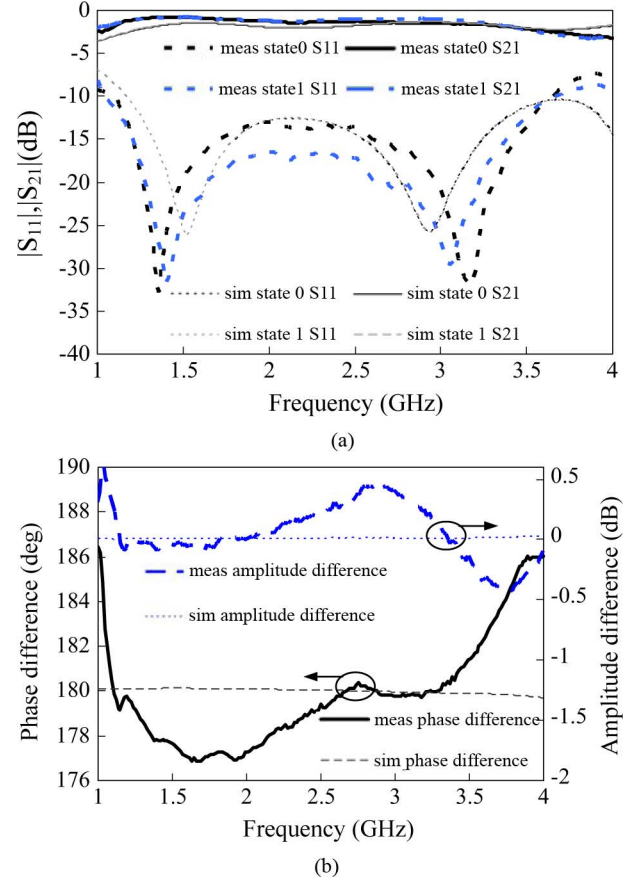 0
-5
-10
-15
-20
-25
-30
-35
-40
|S11|,|S21|(dB)
meas state0 S11
meas state0 S21
meas state1 S11
meas state1 S21
sim state 0 S11
sim state 0 S21
sim state 1 S11
sim state 1 S21
1 1.5 2 2.5 3 3.5 4
Frequency (GHz)
(a)
190
188
186
184
182
180
178
176
Phase difference (deg)
0.5
0
-0.5
-1
-1.5
-2
Amplitude difference (dB)
meas amplitude difference
sim amplitude difference
meas phase difference
sim phase difference
1 1.5 2 2.5 3 3.5 4
Frequency (GHz)
(b)